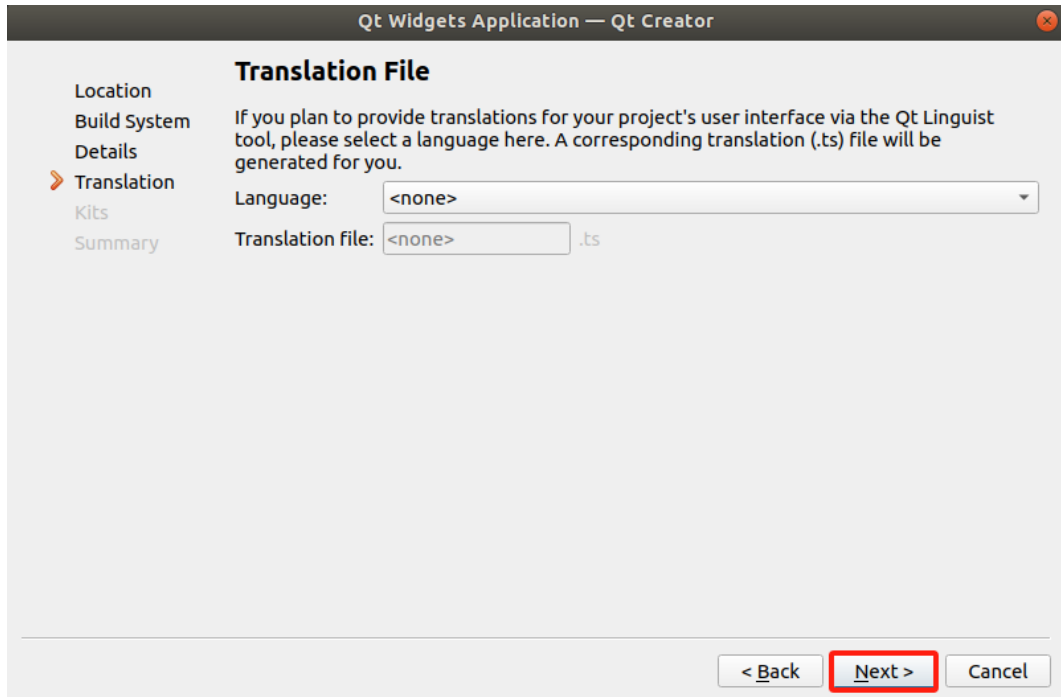 Qt Widgets Application — Qt Creator
Location
Build System
Details
Translation
Kits
Summary
Translation File
If you plan to provide translations for your project's user interface via the Qt Linguist
tool, please select a language here. A corresponding translation (.ts) file will be
generated for you.
Language: <none>
Translation file: <none> .ts
< Back Next > Cancel